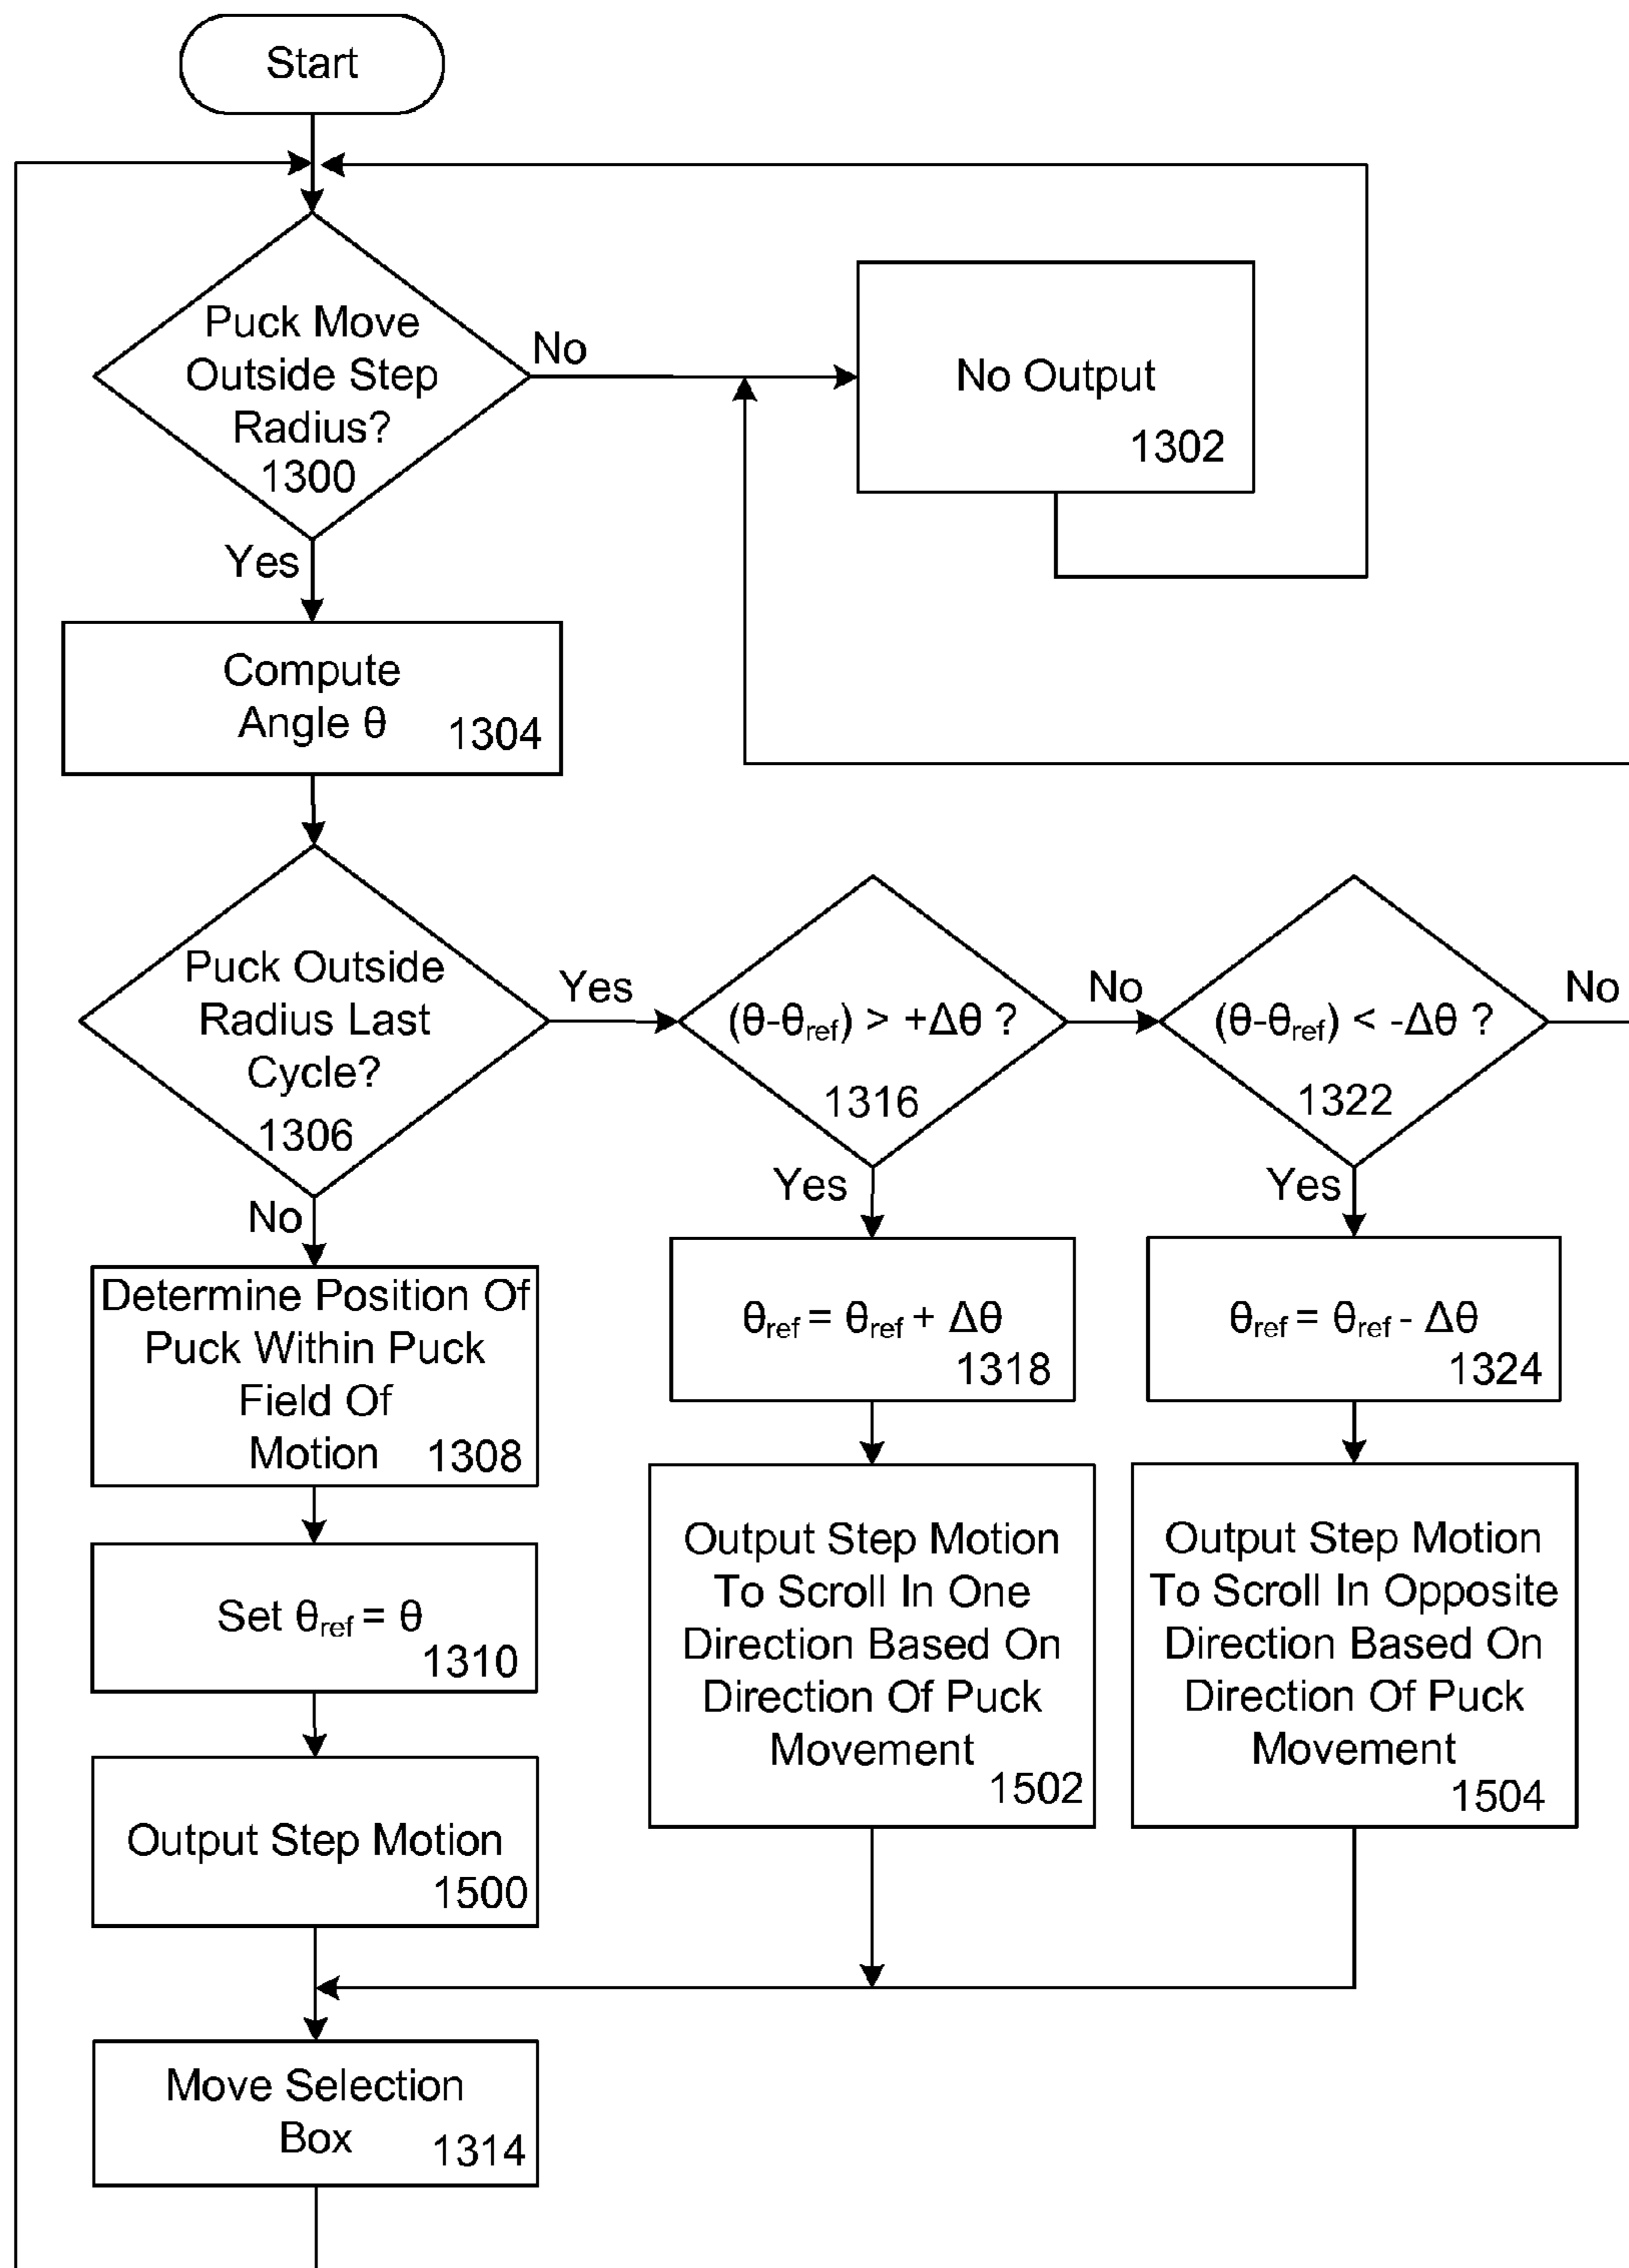 Start
Puck Move
Outside Step
Radius?
1300
No
No Output
1302
Yes
Compute
Angle θ
1304
Puck Outside
Radius Last
Cycle?
1306
Yes
(θ-θref) > +Δθ ?
1316
No
(θ-θref) < -Δθ ?
1322
No
No
Determine Position Of
Puck Within Puck
Field Of
Motion
1308
Yes
θref = θref + Δθ
1318
Yes
θref = θref - Δθ
1324
Set θref = θ
1310
Output Step Motion
To Scroll In One
Direction Based On
Direction Of Puck
Movement
1502
Output Step Motion
To Scroll In Opposite
Direction Based On
Direction Of Puck
Movement
1504
Output Step Motion
1500
Move Selection
Box
1314